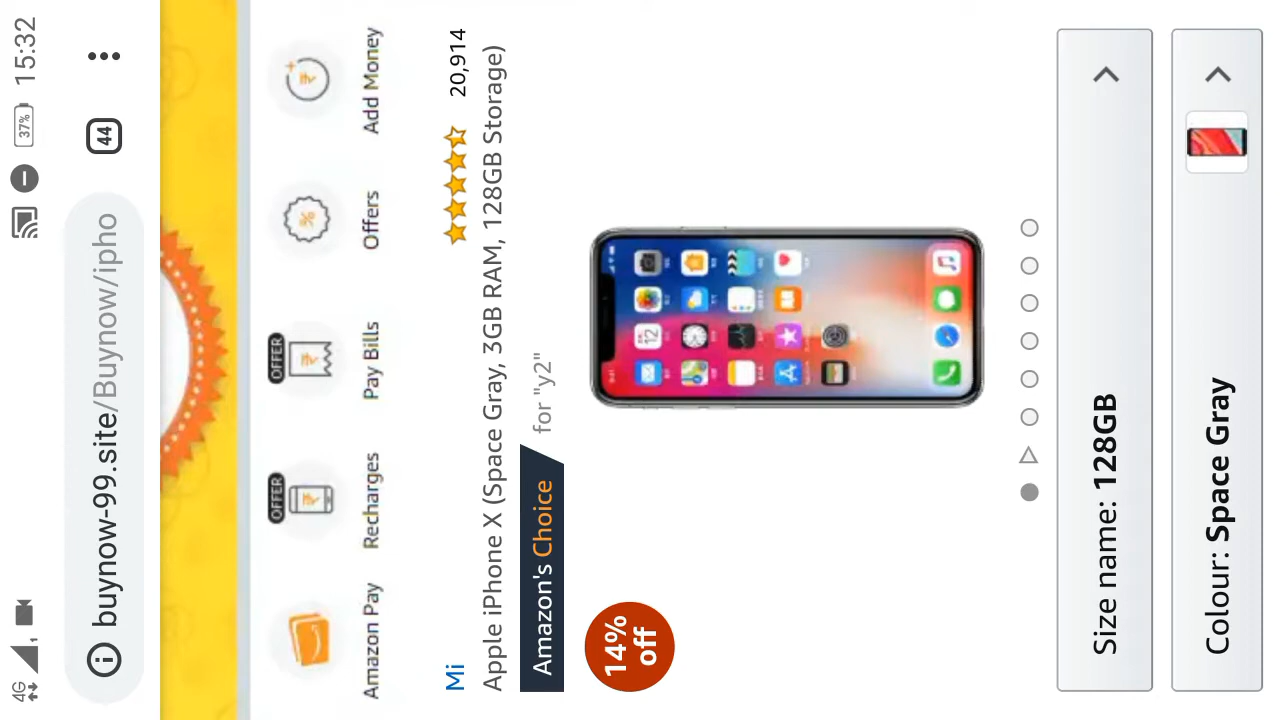 4G 1 37% 15:32
buynow-99.site/Buynow/ipho 44
OFFER OFFER
Amazon Pay Recharges Pay Bills Offers Add Money
Mi 20,914
Apple iPhone X (Space Gray, 3GB RAM, 128GB Storage)
Amazon's Choice for "y2"
14%
off
Size name: 128GB
Colour: Space Gray